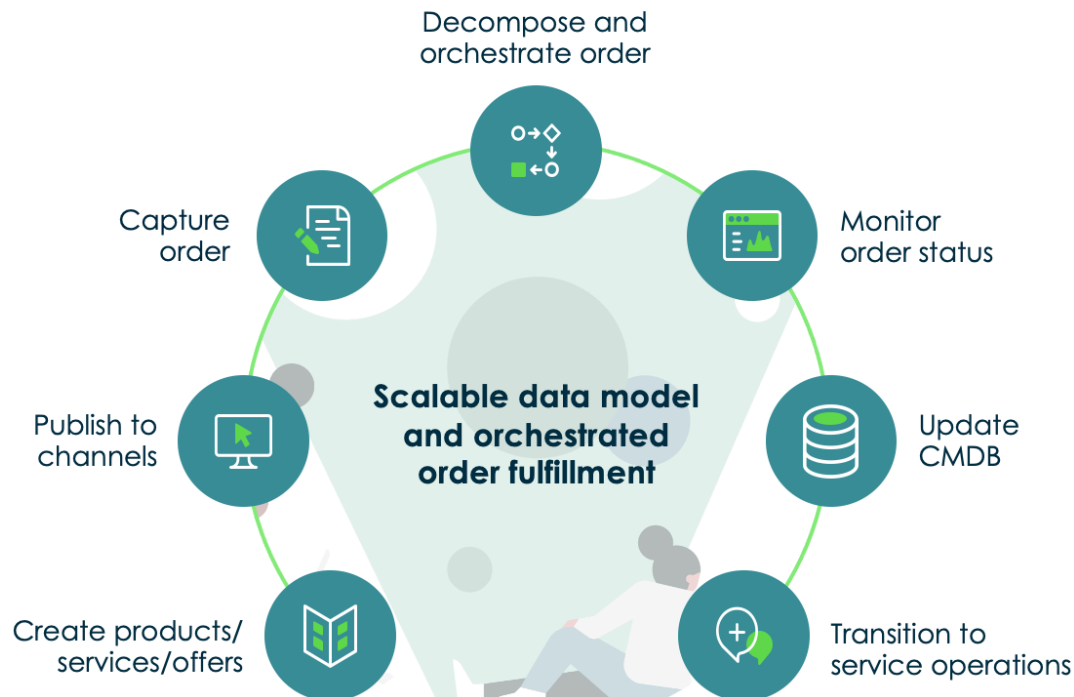 Decompose and
orchestrate order
Capture
order
Monitor
order status
Scalable data model
and orchestrated
order fulfillment
Publish to
channels
Update
CMDB
Create products/
services/offers
Transition to
service operations